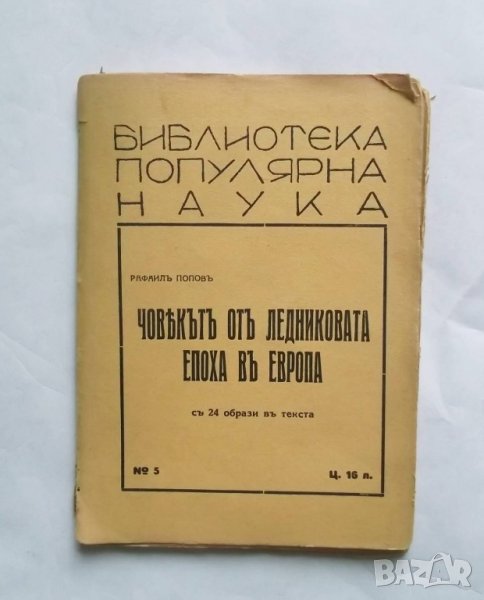 БИБЛИОТЕКА
ПОПУЛЯРНА
НАУКА
РАФАИЛЪ ПОПОВЪ
ЧОВѢКЪТЪ ОТЪ ЛЕДНИКОВАТА
ЕПОХА ВЪ ЕВРОПА
съ 24 образи въ текста
№ 5 Ц. 16 л.
BAZAR